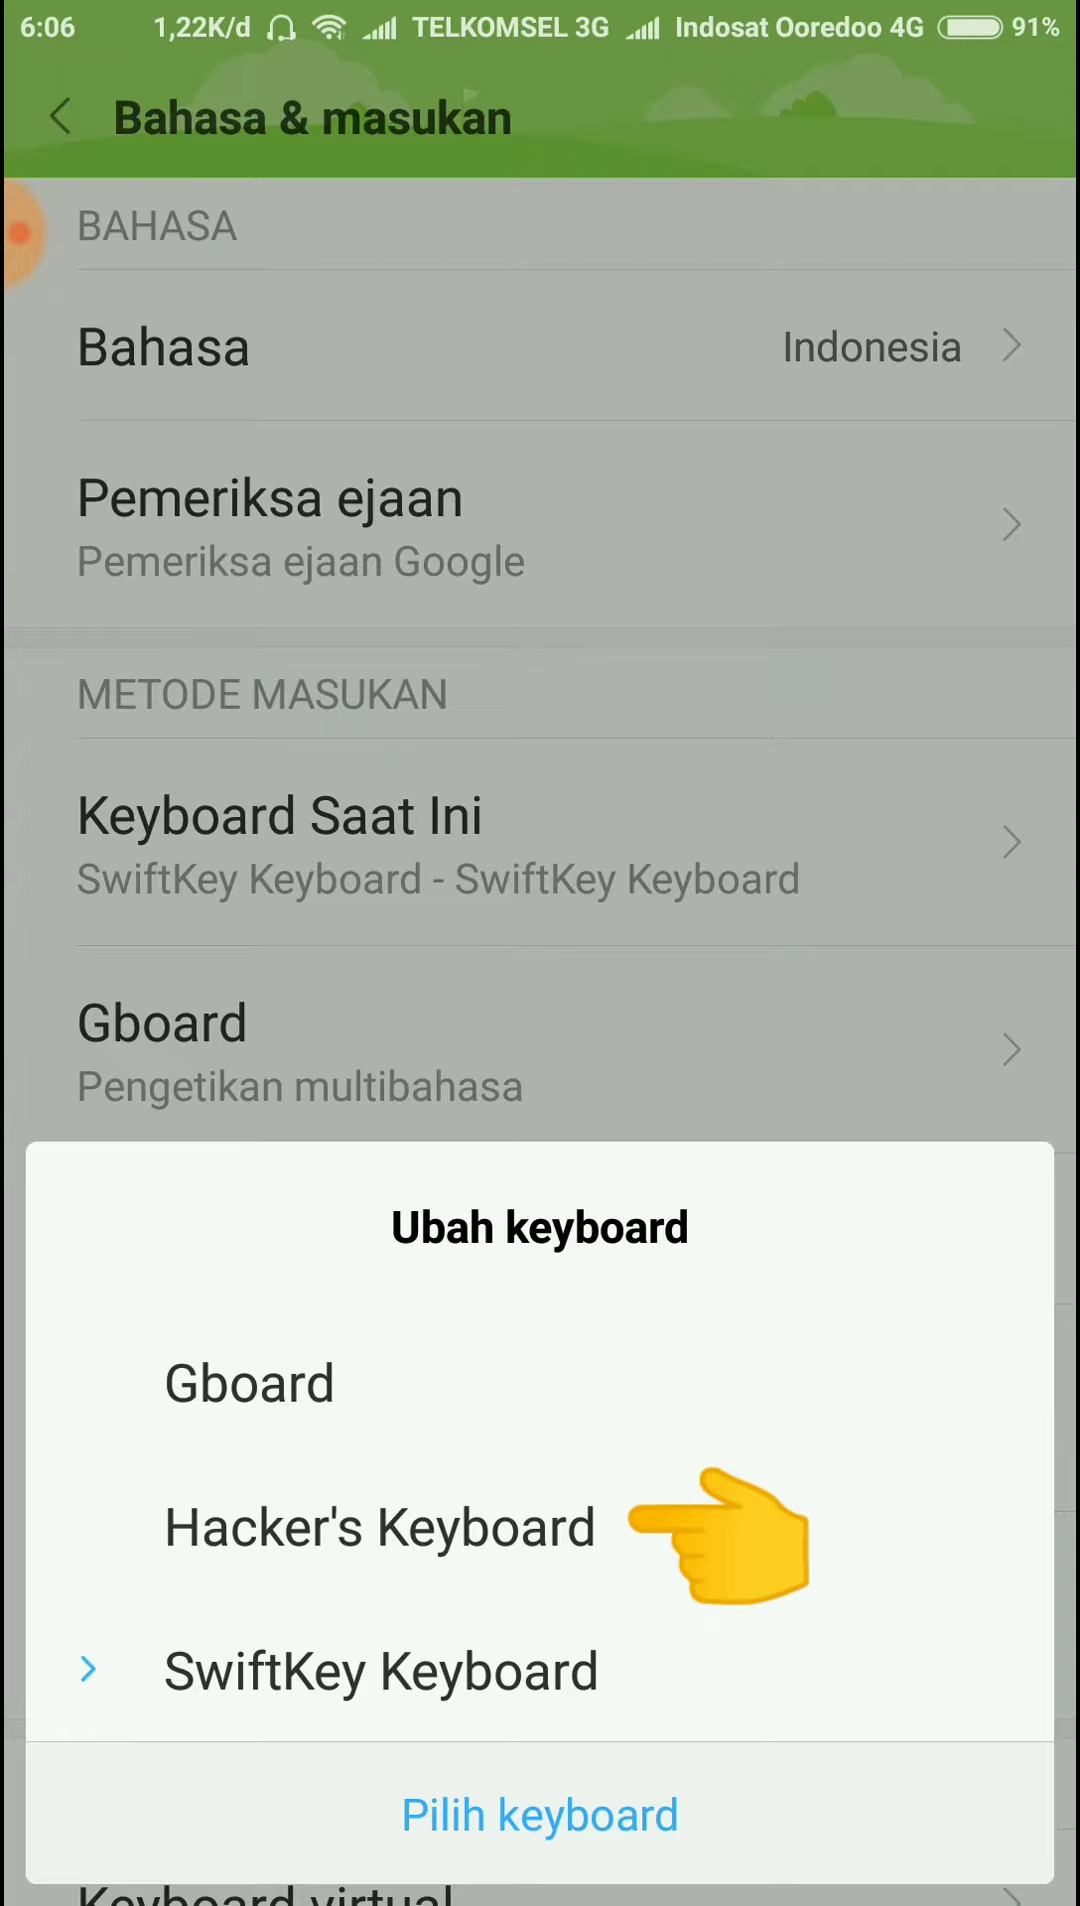 6:06 1,22K/d TELKOMSEL 3G Indosat Ooredoo 4G 91%
Bahasa & masukan
BAHASA
Bahasa Indonesia
Pemeriksa ejaan
Pemeriksa ejaan Google
METODE MASUKAN
Keyboard Saat Ini
SwiftKey Keyboard - SwiftKey Keyboard
Gboard
Pengetikan multibahasa
Ubah keyboard
Gboard
Hacker's Keyboard
SwiftKey Keyboard
Pilih keyboard
Keyboard virtual